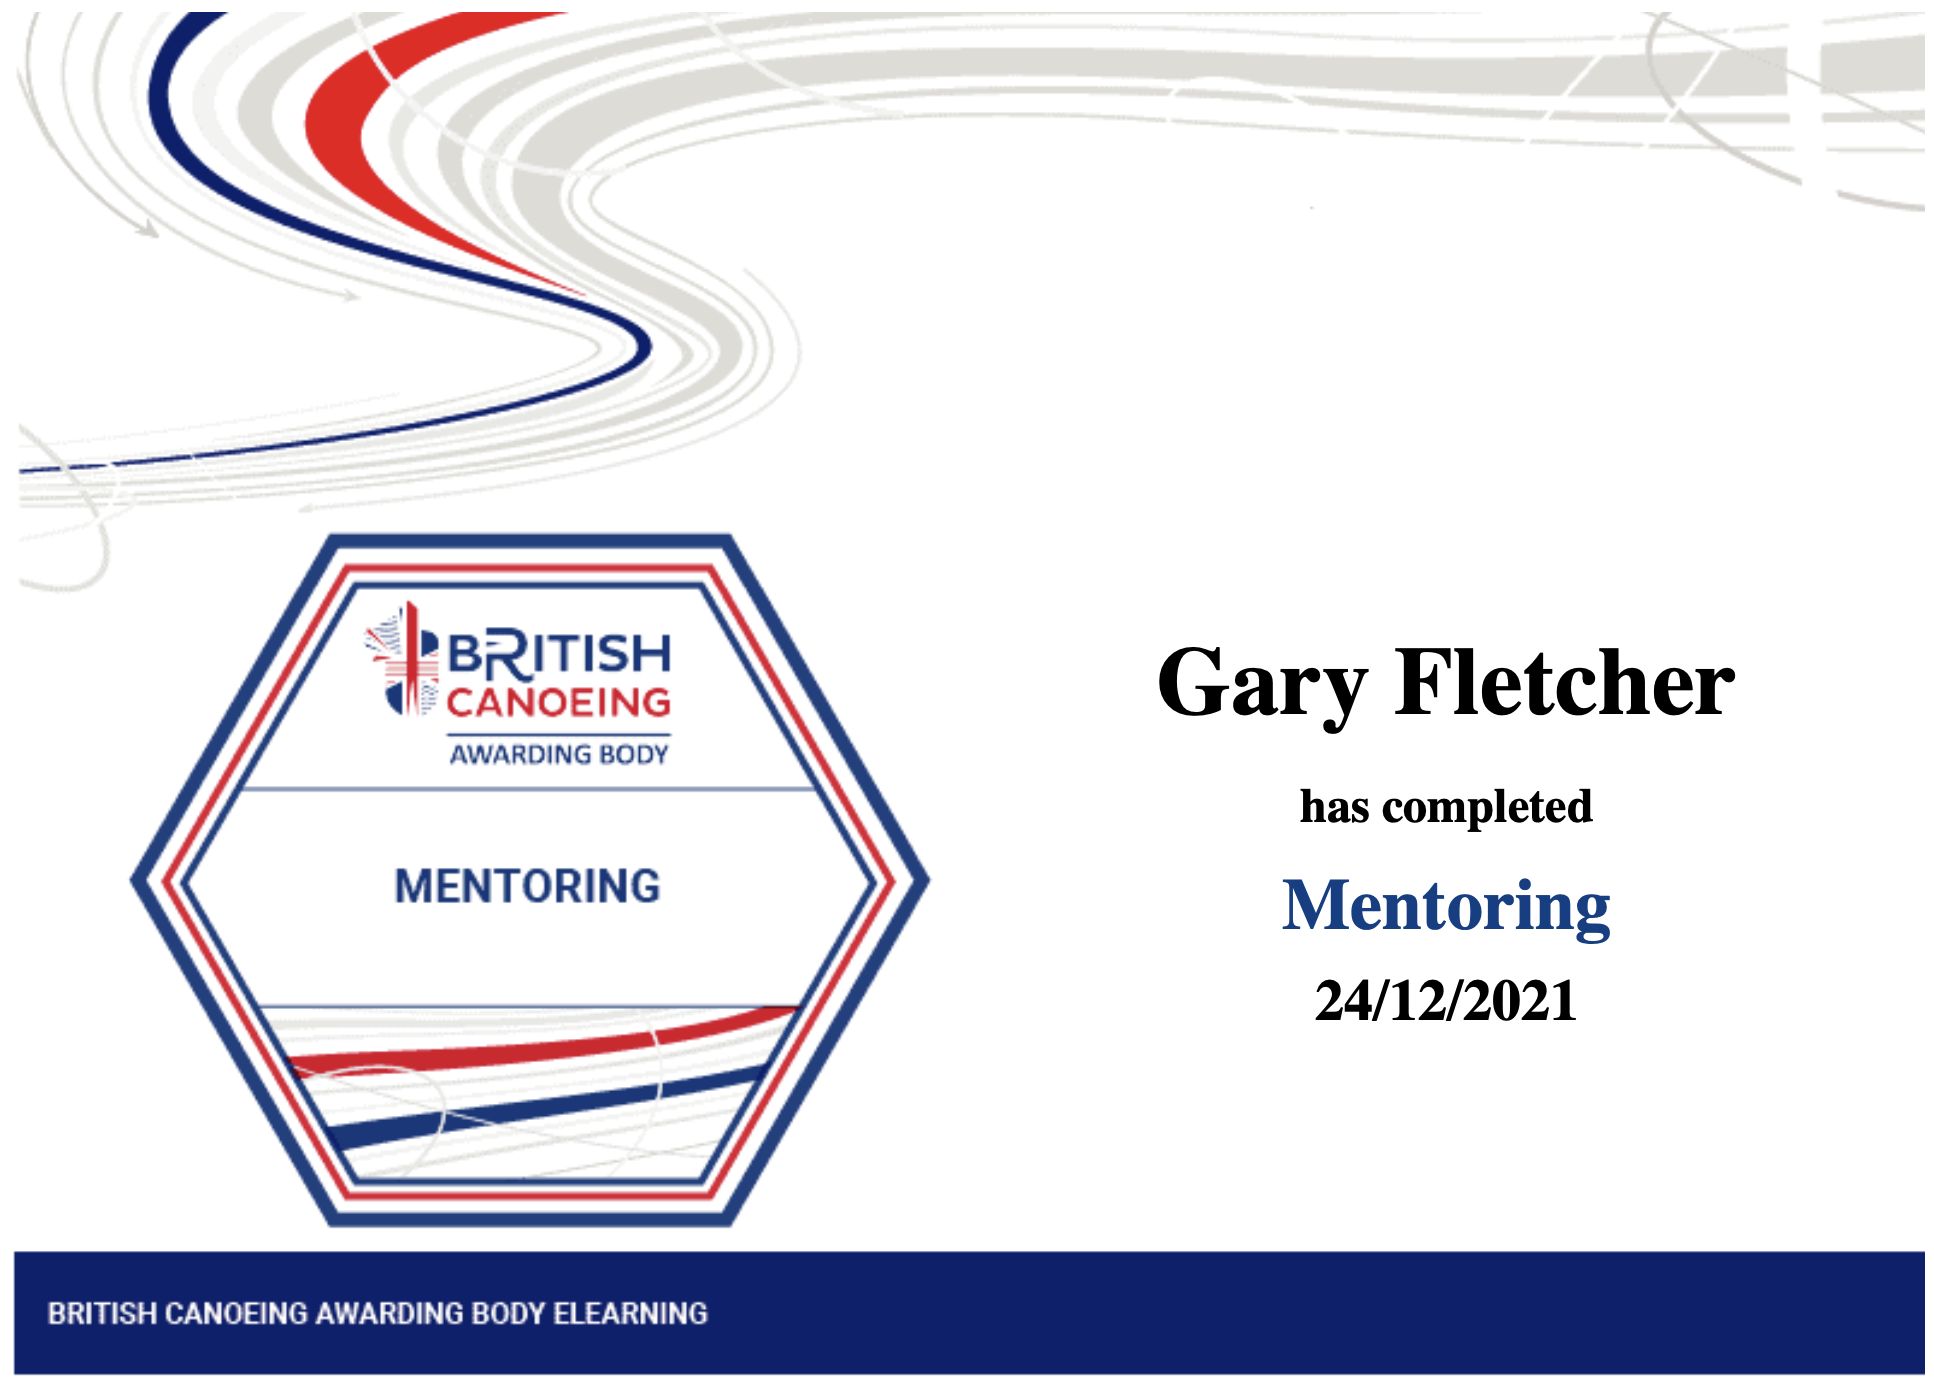 BRITISH
CANOEING
AWARDING BODY
MENTORING
Gary Fletcher
has completed
Mentoring
24/12/2021
BRITISH CANOEING AWARDING BODY ELEARNING